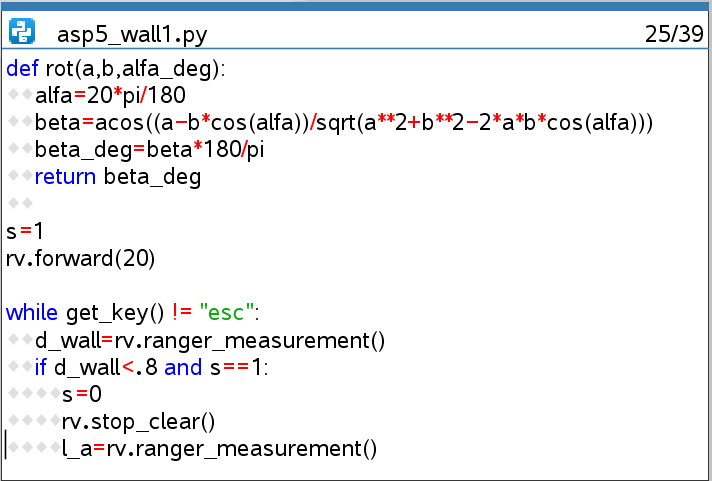 asp5_wall1.py 25/39
def rot(a,b,alfa_deg):
◆◆alfa=20*pi/180
◆◆beta=acos((a-b*cos(alfa))/sqrt(a**2+b**2-2*a*b*cos(alfa)))
◆◆beta_deg=beta*180/pi
◆◆return beta_deg
◆◆
s=1
rv.forward(20)

while get_key() != "esc":
◆◆d_wall=rv.ranger_measurement()
◆◆if d_wall<.8 and s==1:
◆◆◆◆s=0
◆◆◆◆rv.stop_clear()
◆◆◆◆l_a=rv.ranger_measurement()